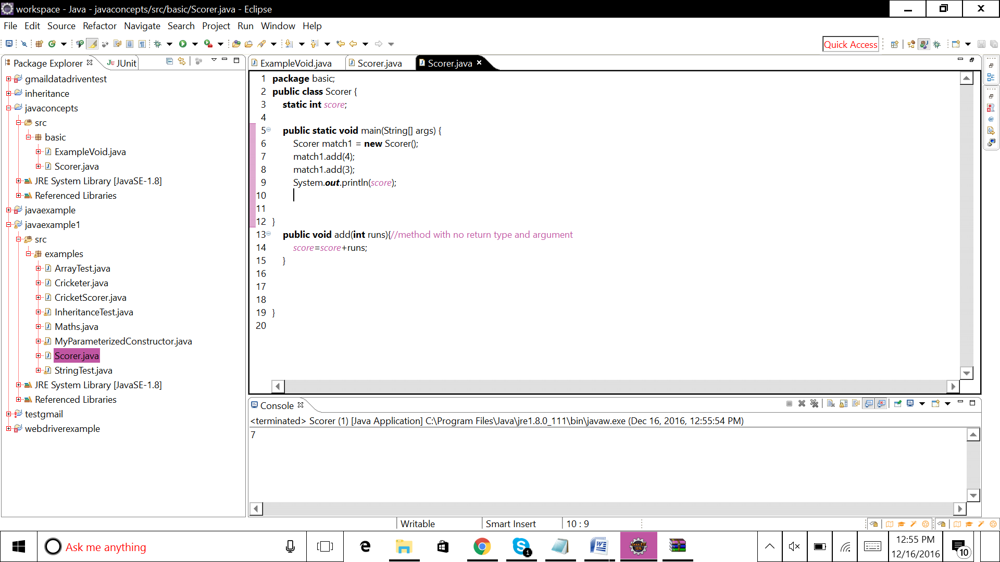 workspace - Java - javaconcepts/src/basic/Scorer.java - Eclipse
File Edit Source Refactor Navigate Search Project Run Window Help
Quick Access
Package Explorer
JUnit
gmaildatadriventest
inheritance
javaconcepts
src
basic
ExampleVoid.java
Scorer.java
JRE System Library [JavaSE-1.8]
Referenced Libraries
javaexample
javaexample1
src
examples
ArrayTest.java
Cricketer.java
CricketScorer.java
InheritanceTest.java
Maths.java
MyParameterizedConstructor.java
Scorer.java
StringTest.java
JRE System Library [JavaSE-1.8]
Referenced Libraries
testgmail
webdriverexample
ExampleVoid.java Scorer.java Scorer.java
1 package basic;
2 public class Scorer {
3 static int score;
4
5 public static void main(String[] args) {
6 Scorer match1 = new Scorer();
7 match1.add(4);
8 match1.add(3);
9 System.out.println(score);
10
11
12 }
13 public void add(int runs){//method with no return type and argument
14 score=score+runs;
15 }
16
17
18
19 }
20
Console
<terminated> Scorer (1) [Java Application] C:\Program Files\Java\jre1.8.0_111\bin\javaw.exe (Dec 16, 2016, 12:55:54 PM)
7
Writable Smart Insert 10 : 9
Ask me anything
1
Java EE
IDE
12:55 PM
12/16/2016
10